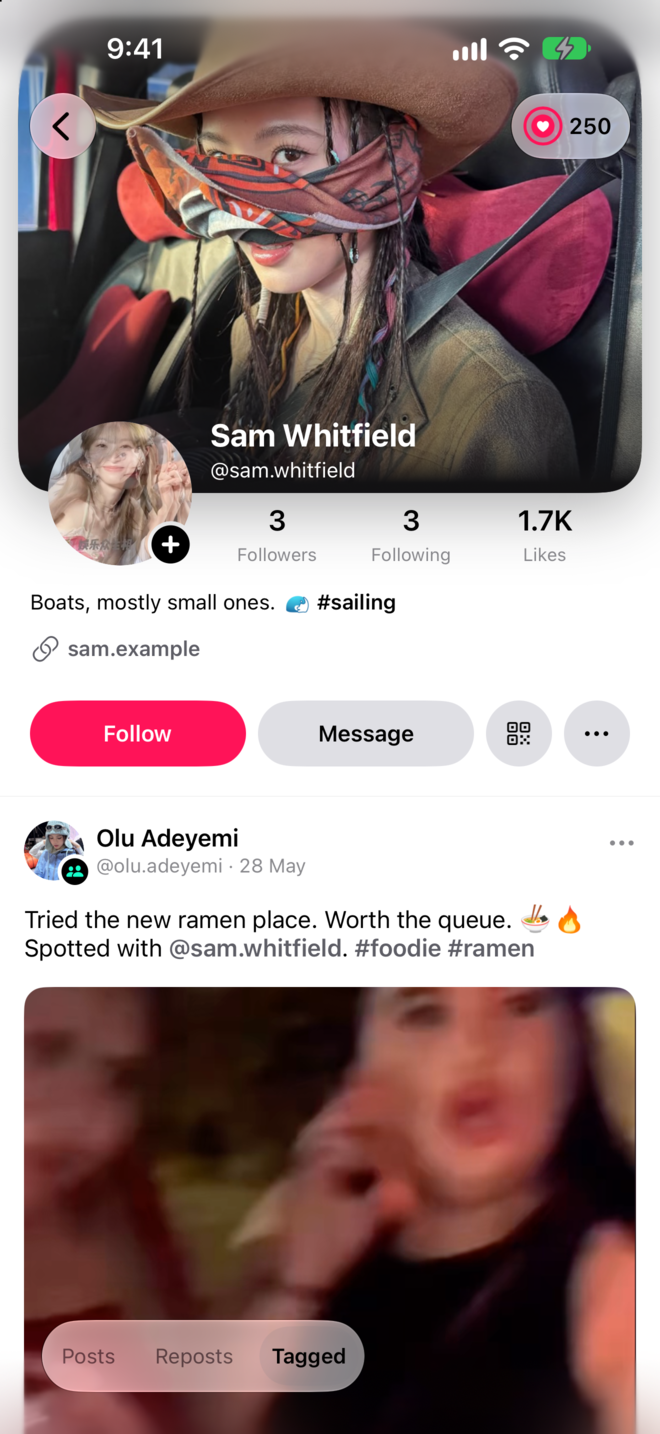 9:41
250
Sam Whitfield
@sam.whitfield
3
Followers
3
Following
1.7K
Likes
Boats, mostly small ones. 🌊 #sailing
sam.example
Follow
Message
Olu Adeyemi
@olu.adeyemi · 28 May
Tried the new ramen place. Worth the queue. 🍜 🔥
Spotted with @sam.whitfield. #foodie #ramen
Posts
Reposts
Tagged